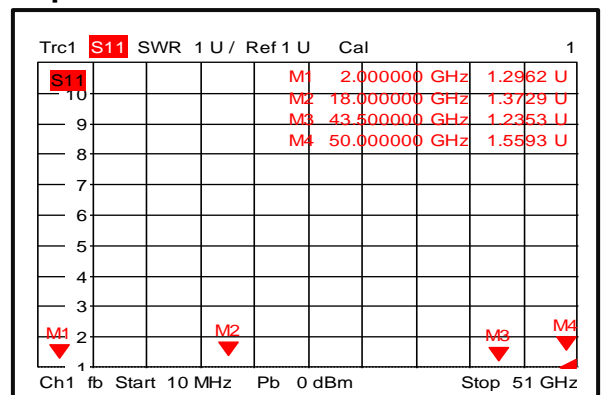 Trc1 S11 SWR 1 U / Ref 1 U Cal 1
S11
M1 2.000000 GHz 1.2962 U
10
M2 18.000000 GHz 1.3729 U
9
M3 43.500000 GHz 1.2353 U
M4 50.000000 GHz 1.5593 U
8
7
6
5
4
3
M1 2 M2 M3 M4
1
Ch1 fb Start 10 MHz Pb 0 dBm Stop 51 GHz